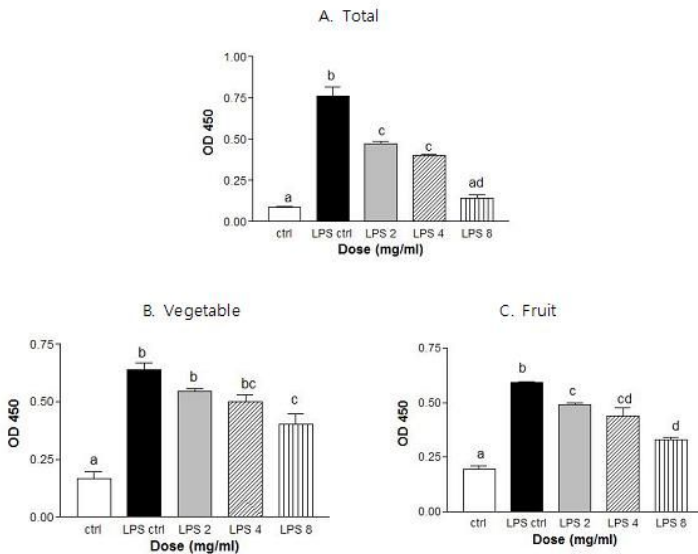 A. Total
1.00
0.75
0.50
0.25
0.00
OD 450
a
b
c
c
ad
ctrl LPS ctrl LPS 2 LPS 4 LPS 8
Dose (mg/ml)
B. Vegetable
0.75
0.50
0.25
0.00
OD 450
a
b
b
bc
c
ctrl LPS ctrl LPS 2 LPS 4 LPS 8
Dose (mg/ml)
C. Fruit
0.75
0.50
0.25
0.00
OD 450
a
b
c
cd
d
ctrl LPS ctrl LPS 2 LPS 4 LPS 8
Dose (mg/ml)